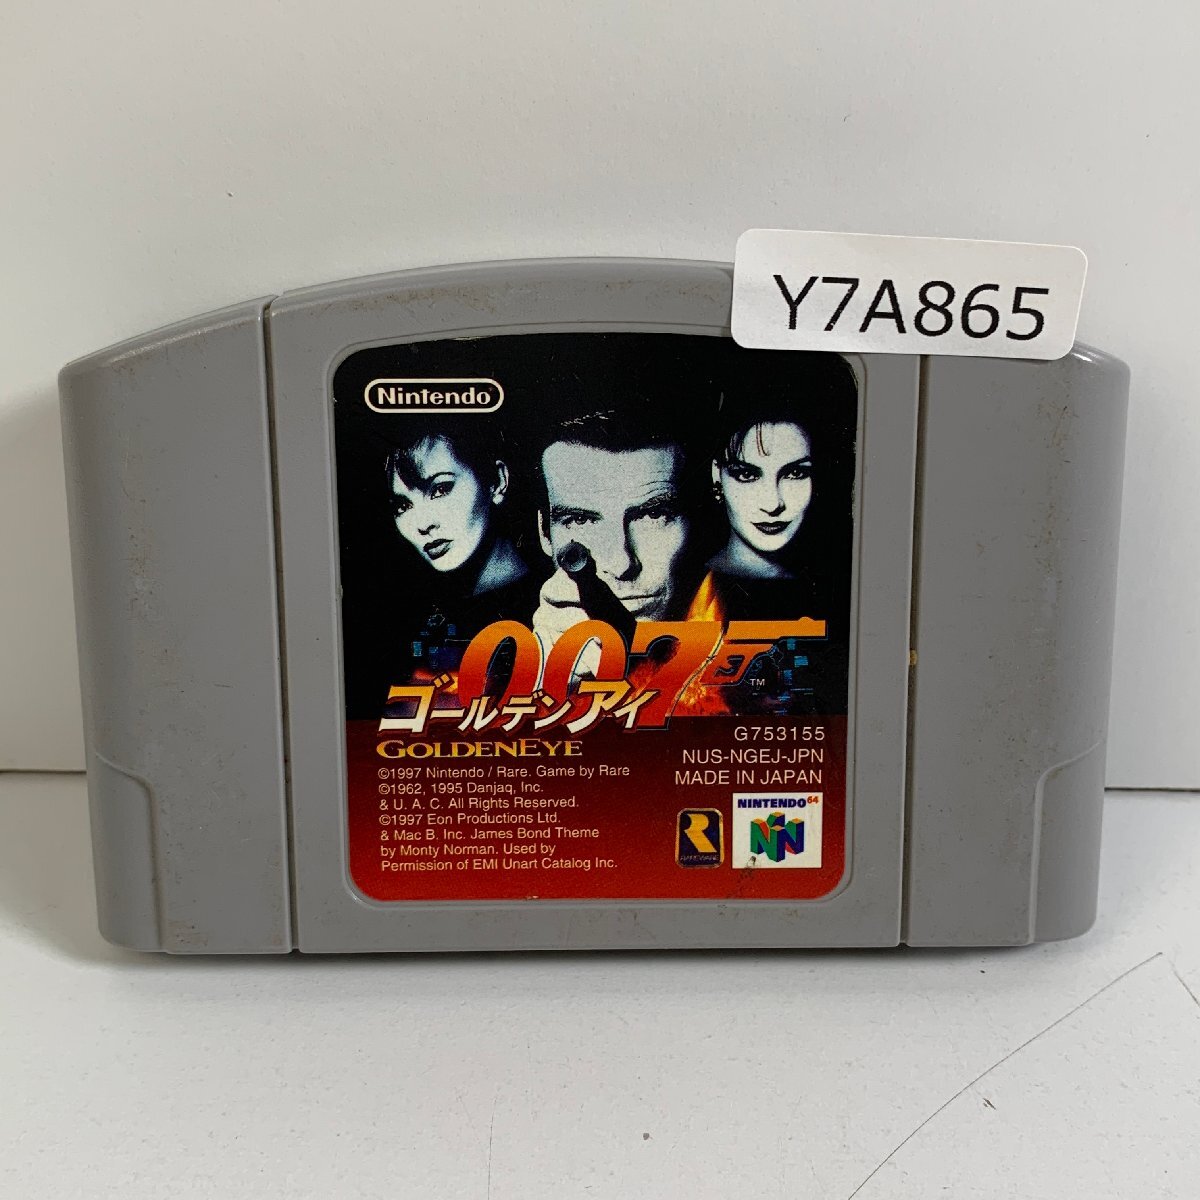 Y7A865
Nintendo
007
TM
ゴールデンアイ
GOLDENEYE
G753155
NUS-NGEJ-JPN
MADE IN JAPAN
©1997 Nintendo / Rare. Game by Rare
©1962, 1995 Danjaq, Inc.
& U. A. C. All Rights Reserved.
©1997 Eon Productions Ltd.
& Mac B. Inc. James Bond Theme
by Monty Norman. Used by
Permission of EMI Unart Catalog Inc.
R
RAREWARE
NINTENDO64